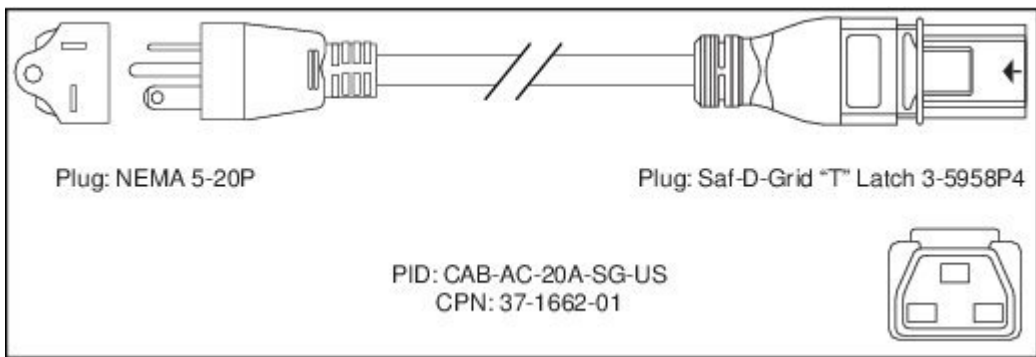 Plug: NEMA 5-20P
Plug: Saf-D-Grid “T” Latch 3-5958P4
PID: CAB-AC-20A-SG-US
CPN: 37-1662-01